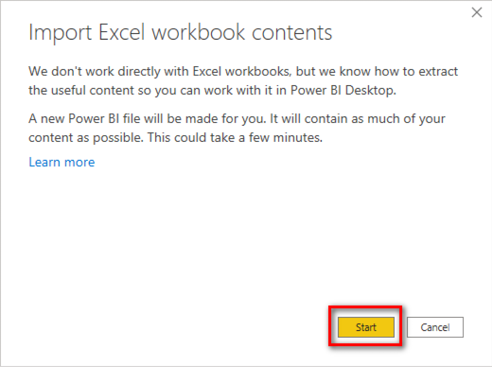 Import Excel workbook contents
We don't work directly with Excel workbooks, but we know how to extract
the useful content so you can work with it in Power BI Desktop.
A new Power BI file will be made for you. It will contain as much of your
content as possible. This could take a few minutes.
Learn more
Start
Cancel